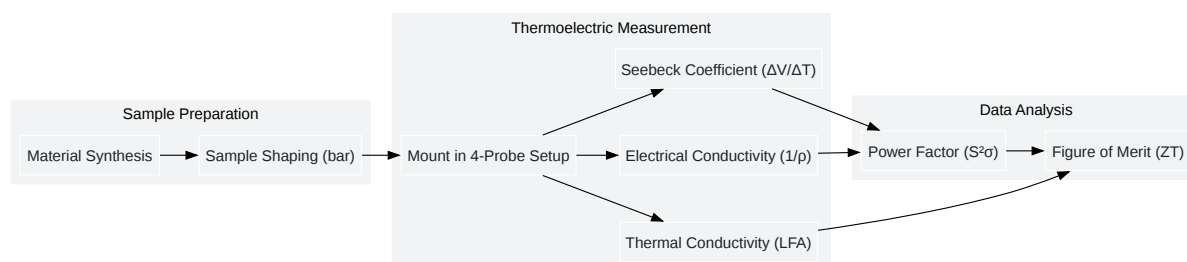 Thermoelectric Measurement
Seebeck Coefficient (ΔV/ΔT)
Sample Preparation
Data Analysis
Material Synthesis
Sample Shaping (bar)
Mount in 4-Probe Setup
Electrical Conductivity (1/ρ)
Power Factor (S²σ)
Figure of Merit (ZT)
Thermal Conductivity (LFA)